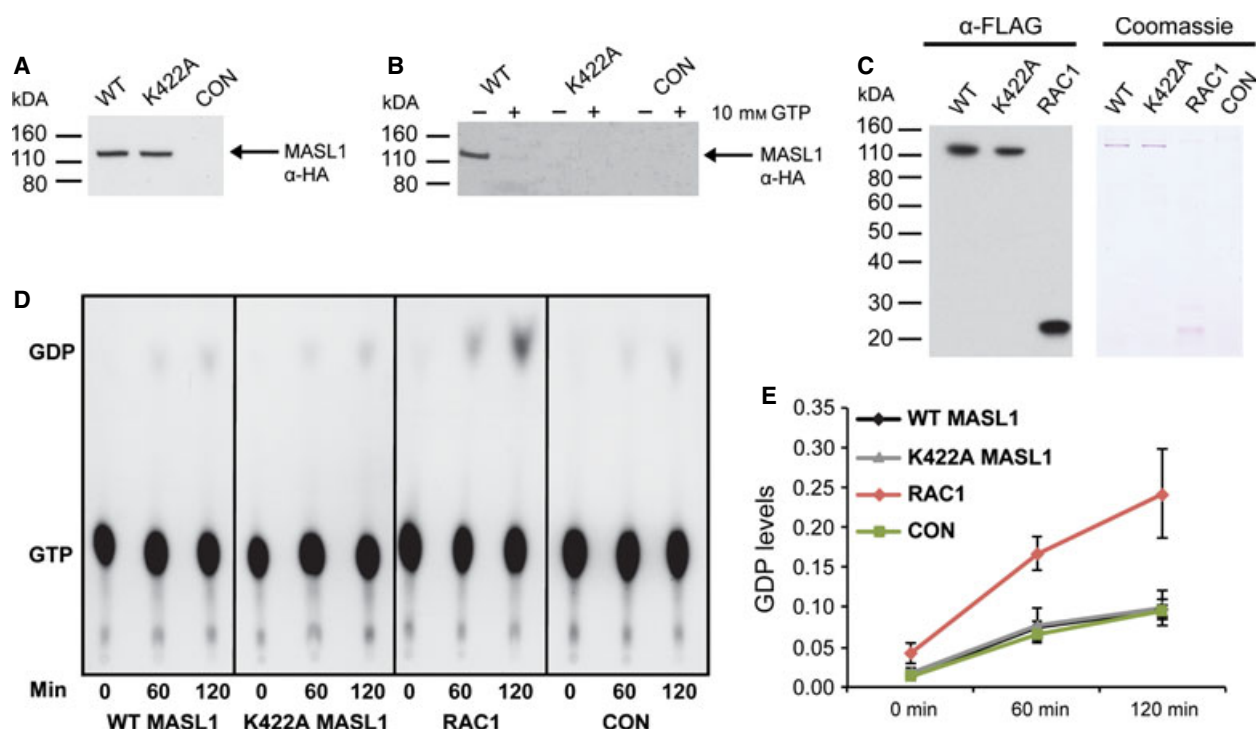 A
kDA
WT K422A CON
160
110
80
MASL1
α-HA
B
kDA
WT K422A CON
– + – + – + 10 mM GTP
160
110
80
MASL1
α-HA
C
α-FLAG Coomassie
kDA
WT K422A RAC1 WT K422A RAC1 CON
160
110
80
60
50
40
30
20
D
GDP
GTP
Min 0 60 120 0 60 120 0 60 120 0 60 120
WT MASL1 K422A MASL1 RAC1 CON
E
GDP levels
0.35
0.30
0.25
0.20
0.15
0.10
0.05
0.00
WT MASL1
K422A MASL1
RAC1
CON
0 min 60 min 120 min